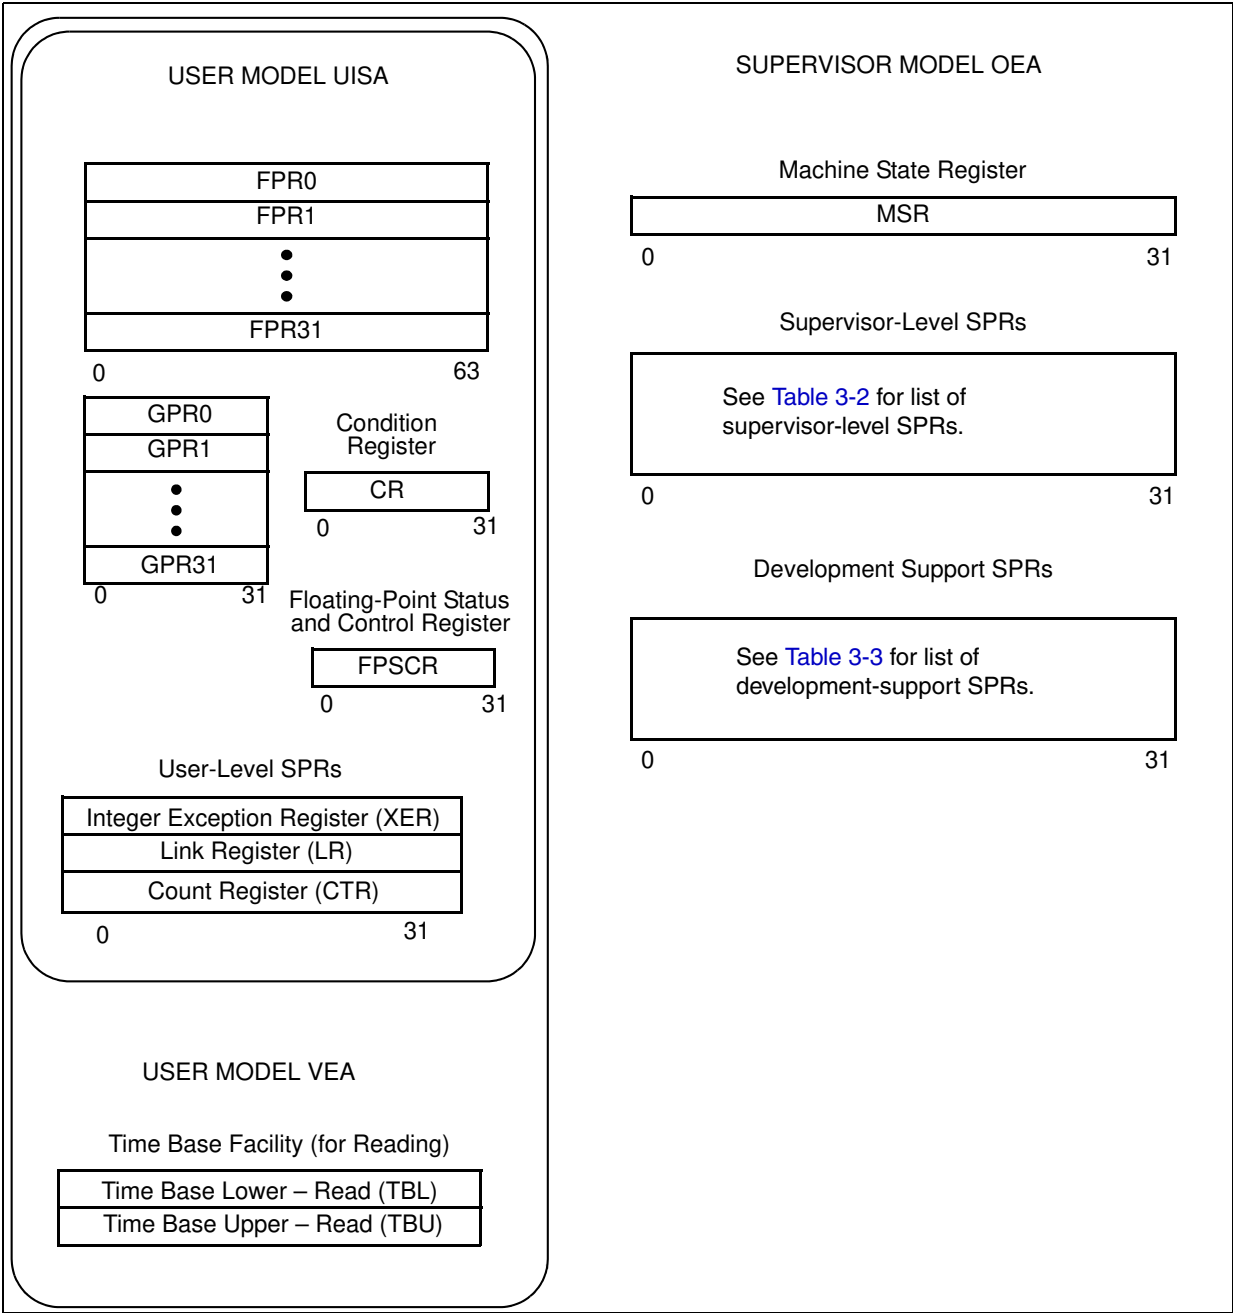 USER MODEL UISA
FPR0
FPR1
FPR31
0 63
GPR0
GPR1
GPR31
0 31
Condition
Register
CR
0 31
Floating-Point Status
and Control Register
FPSCR
0 31
User-Level SPRs
Integer Exception Register (XER)
Link Register (LR)
Count Register (CTR)
0 31
USER MODEL VEA
Time Base Facility (for Reading)
Time Base Lower – Read (TBL)
Time Base Upper – Read (TBU)
SUPERVISOR MODEL OEA
Machine State Register
MSR
0 31
Supervisor-Level SPRs
See Table 3-2 for list of
supervisor-level SPRs.
0 31
Development Support SPRs
See Table 3-3 for list of
development-support SPRs.
0 31